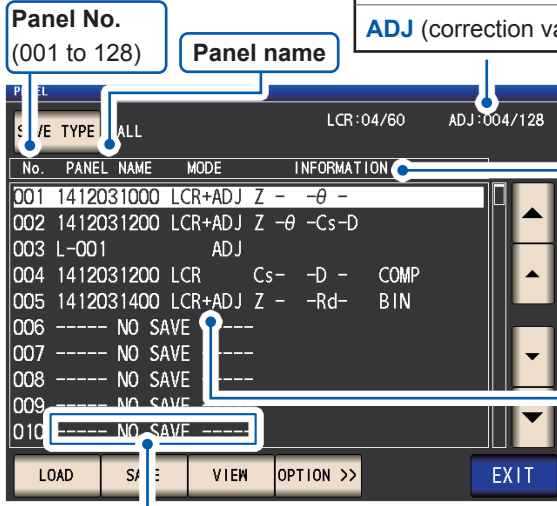 Panel No.
(001 to 128)
Panel name
ADJ (correction va
PANEL
SAVE TYPE ALL LCR:04/60 ADJ:004/128
No. PANEL NAME MODE INFORMATION
001 1412031000 LCR+ADJ Z - -θ -
002 1412031200 LCR+ADJ Z -θ -Cs-D
003 L-001 ADJ
004 1412031200 LCR Cs- -D - COMP
005 1412031400 LCR+ADJ Z - -Rd- BIN
006 ----- NO SAVE -----
007 ----- NO SAVE -----
008 ----- NO SAVE -----
009 ----- NO SAVE -----
010 ----- NO SAVE -----
LOAD SAVE VIEW OPTION >> EXIT